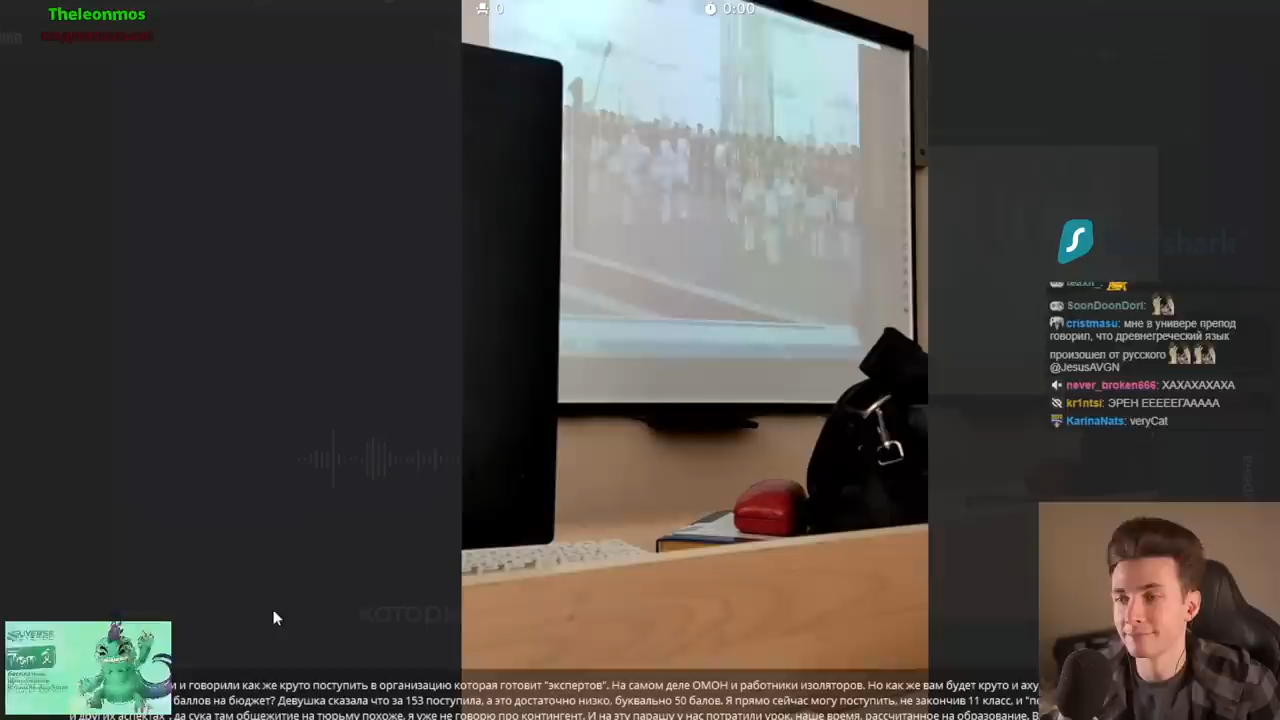 Theleonmos
0
0:00
shark
SoonDoonDori:
cristmasu: мне в универе препод
говорил, что древнегреческий язык
произошел от русского
@JesusAVGN
never_broken666: ХАХАХАХАХА
kr1ntsi: ЭРЕН ЕЕЕЕЕГААААА
KarinaNats: veryCat
котор
и и говорили как же круто поступить в организацию которая готовит "экспертов". На самом деле ОМОН и работники изоляторов. Но как же вам будет круто и аху
баллов на бюджет? Девушка сказала что за 153 поступила, а это достаточно низко, буквально 50 балов. Я прямо сейчас могу поступить, не закончив 11 класс, и "по
и других аспектах , да сука там общежитие на тюрьму похоже, я уже не говорю про контингент. И на эту парашу у нас потратили урок, наше время, рассчитанное на образование. В